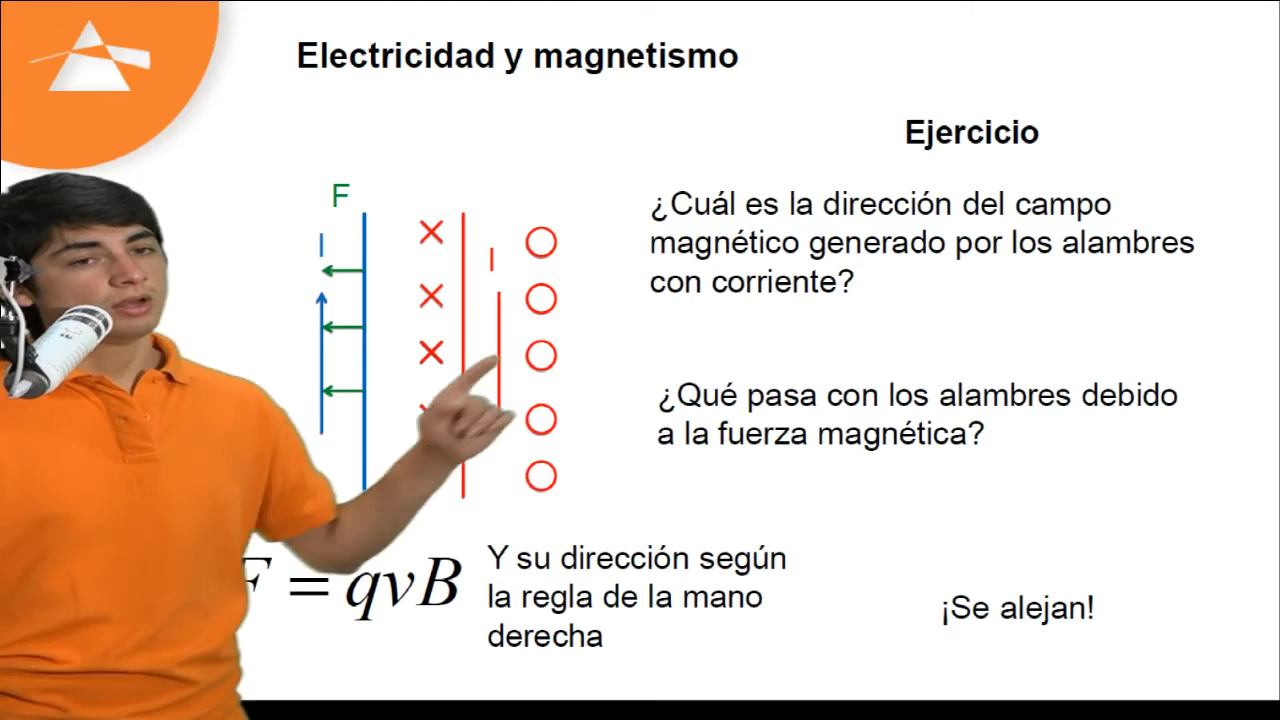 Electricidad y magnetismo
Ejercicio
F
I
I
¿Cuál es la dirección del campo
magnético generado por los alambres
con corriente?
¿Qué pasa con los alambres debido
a la fuerza magnética?
F = qvB
Y su dirección según
la regla de la mano
derecha
¡Se alejan!